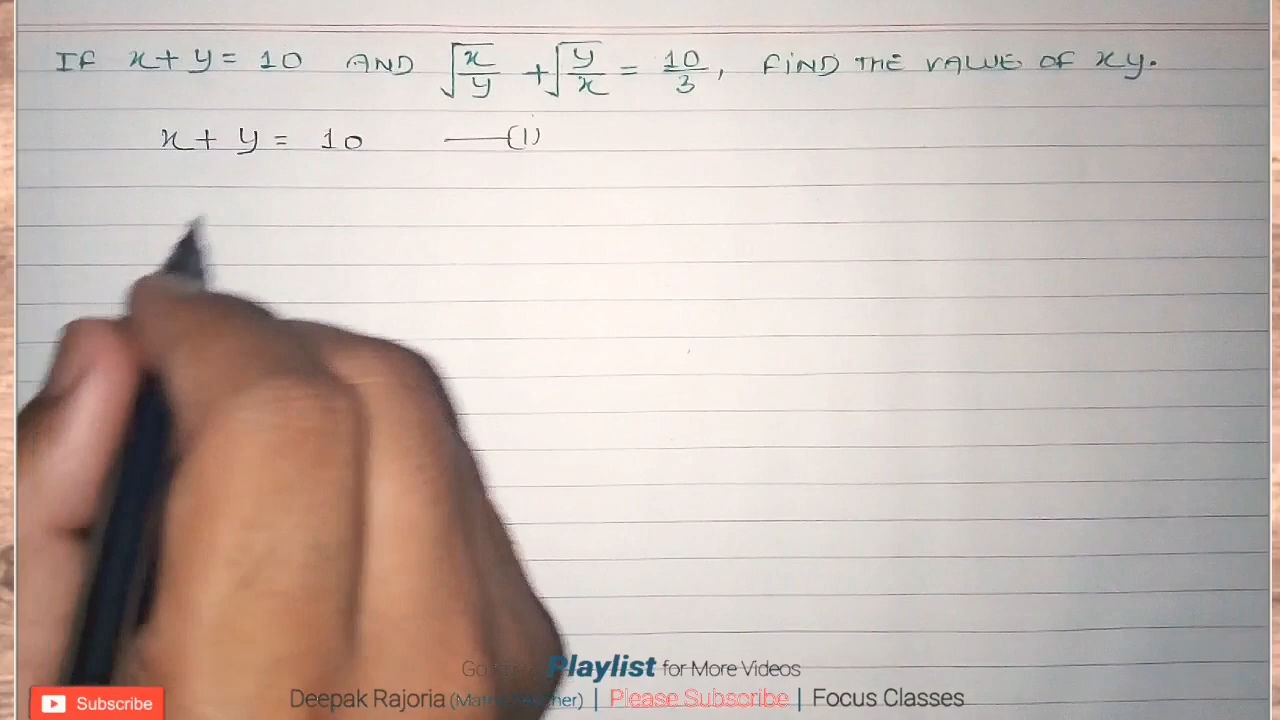 IF x + y = 10 AND √x/y + √y/x = 10/3, FIND THE VALUE OF xy.
x + y = 10 —(1)
Playlist for More Videos
Deepak Rajoria | Please Subscribe | Focus Classes
Subscribe